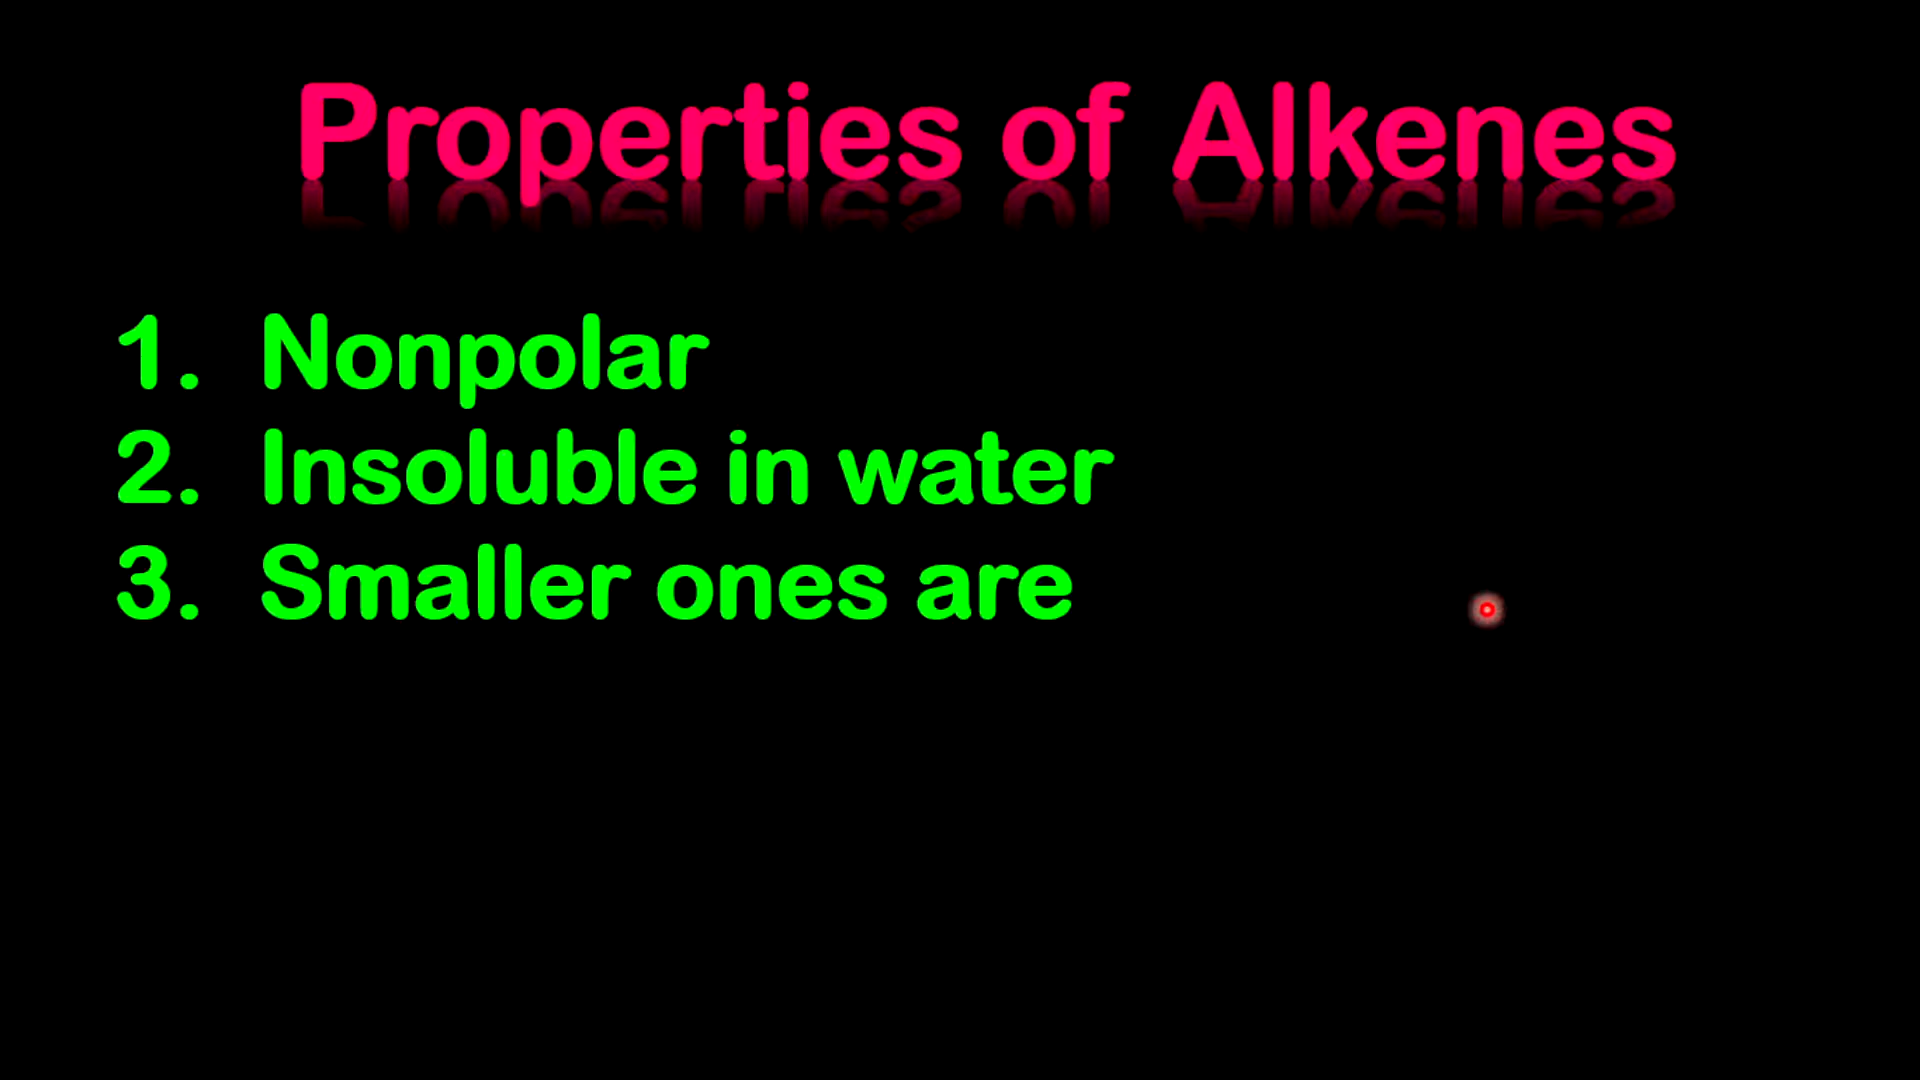 Properties of Alkenes
1. Nonpolar
2. Insoluble in water
3. Smaller ones are